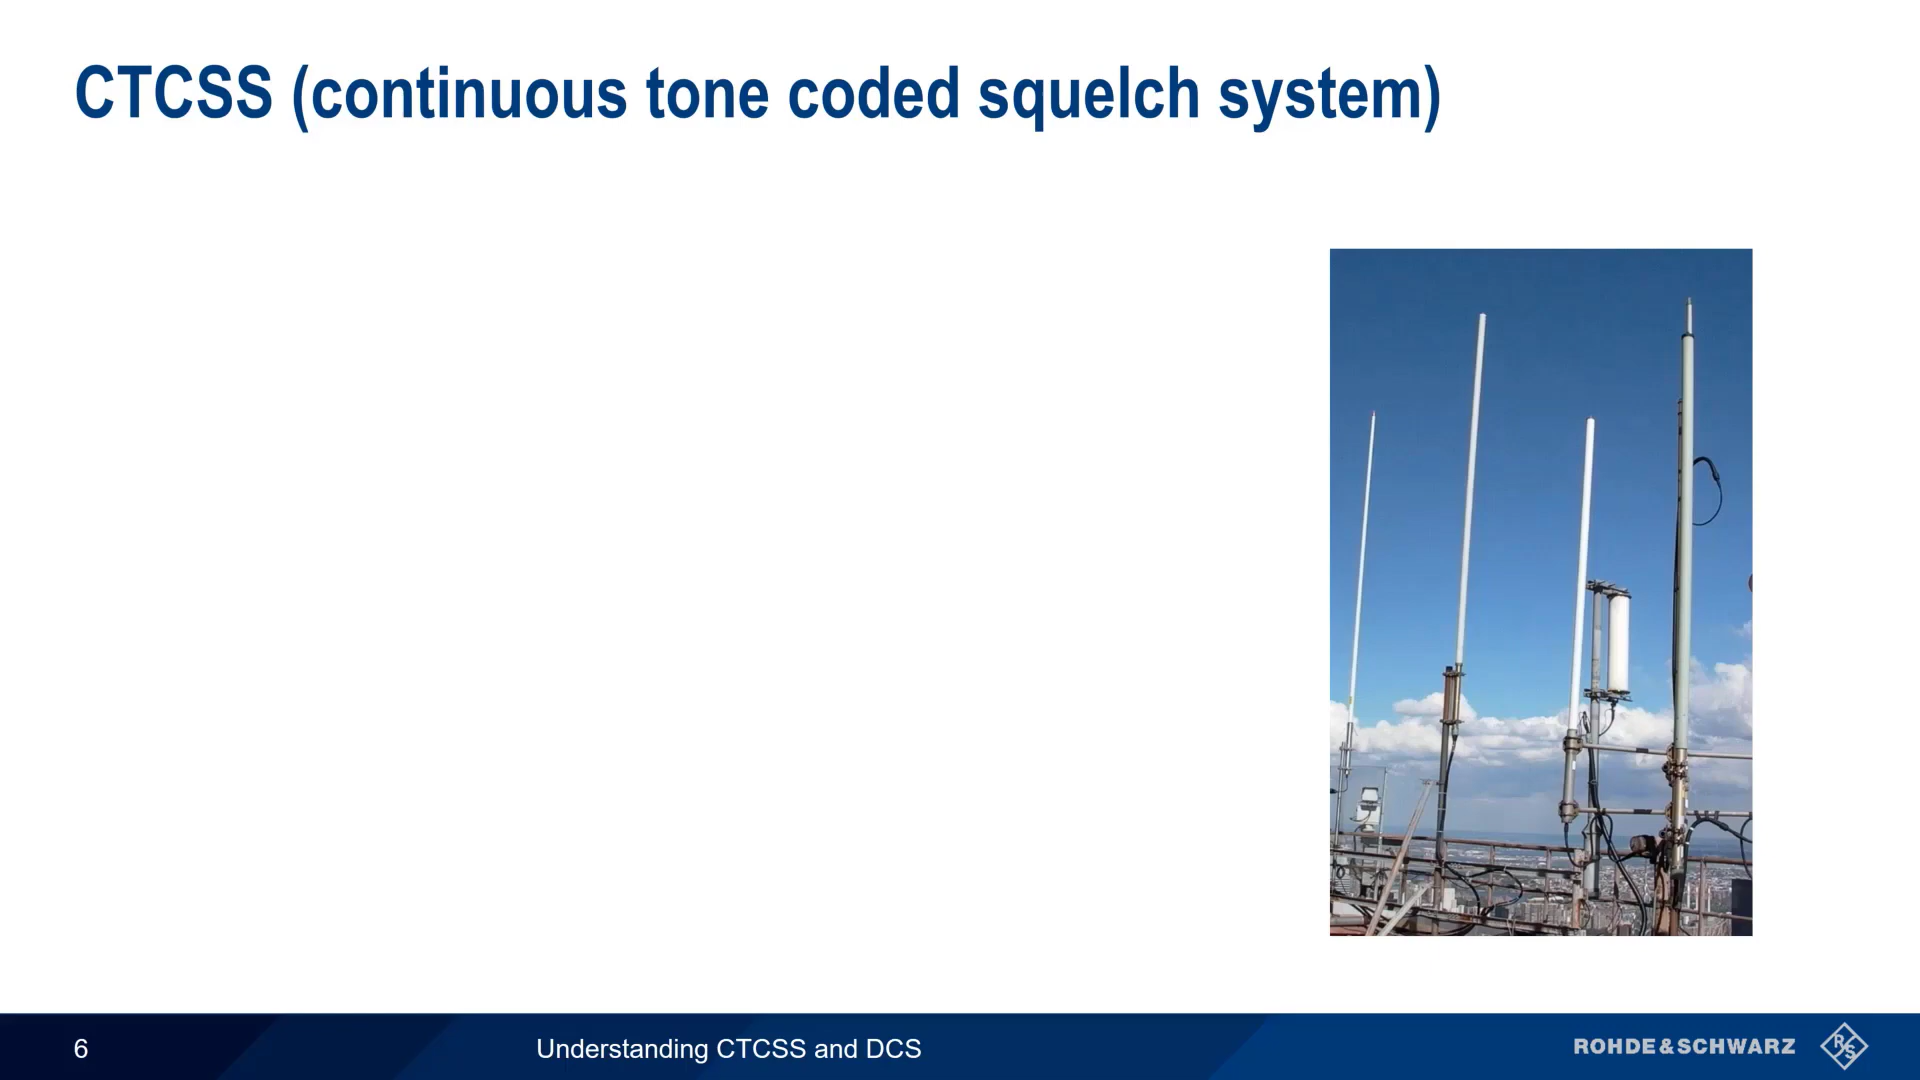 CTCSS (continuous tone coded squelch system)
6
Understanding CTCSS and DCS
ROHDE&SCHWARZ
R
S